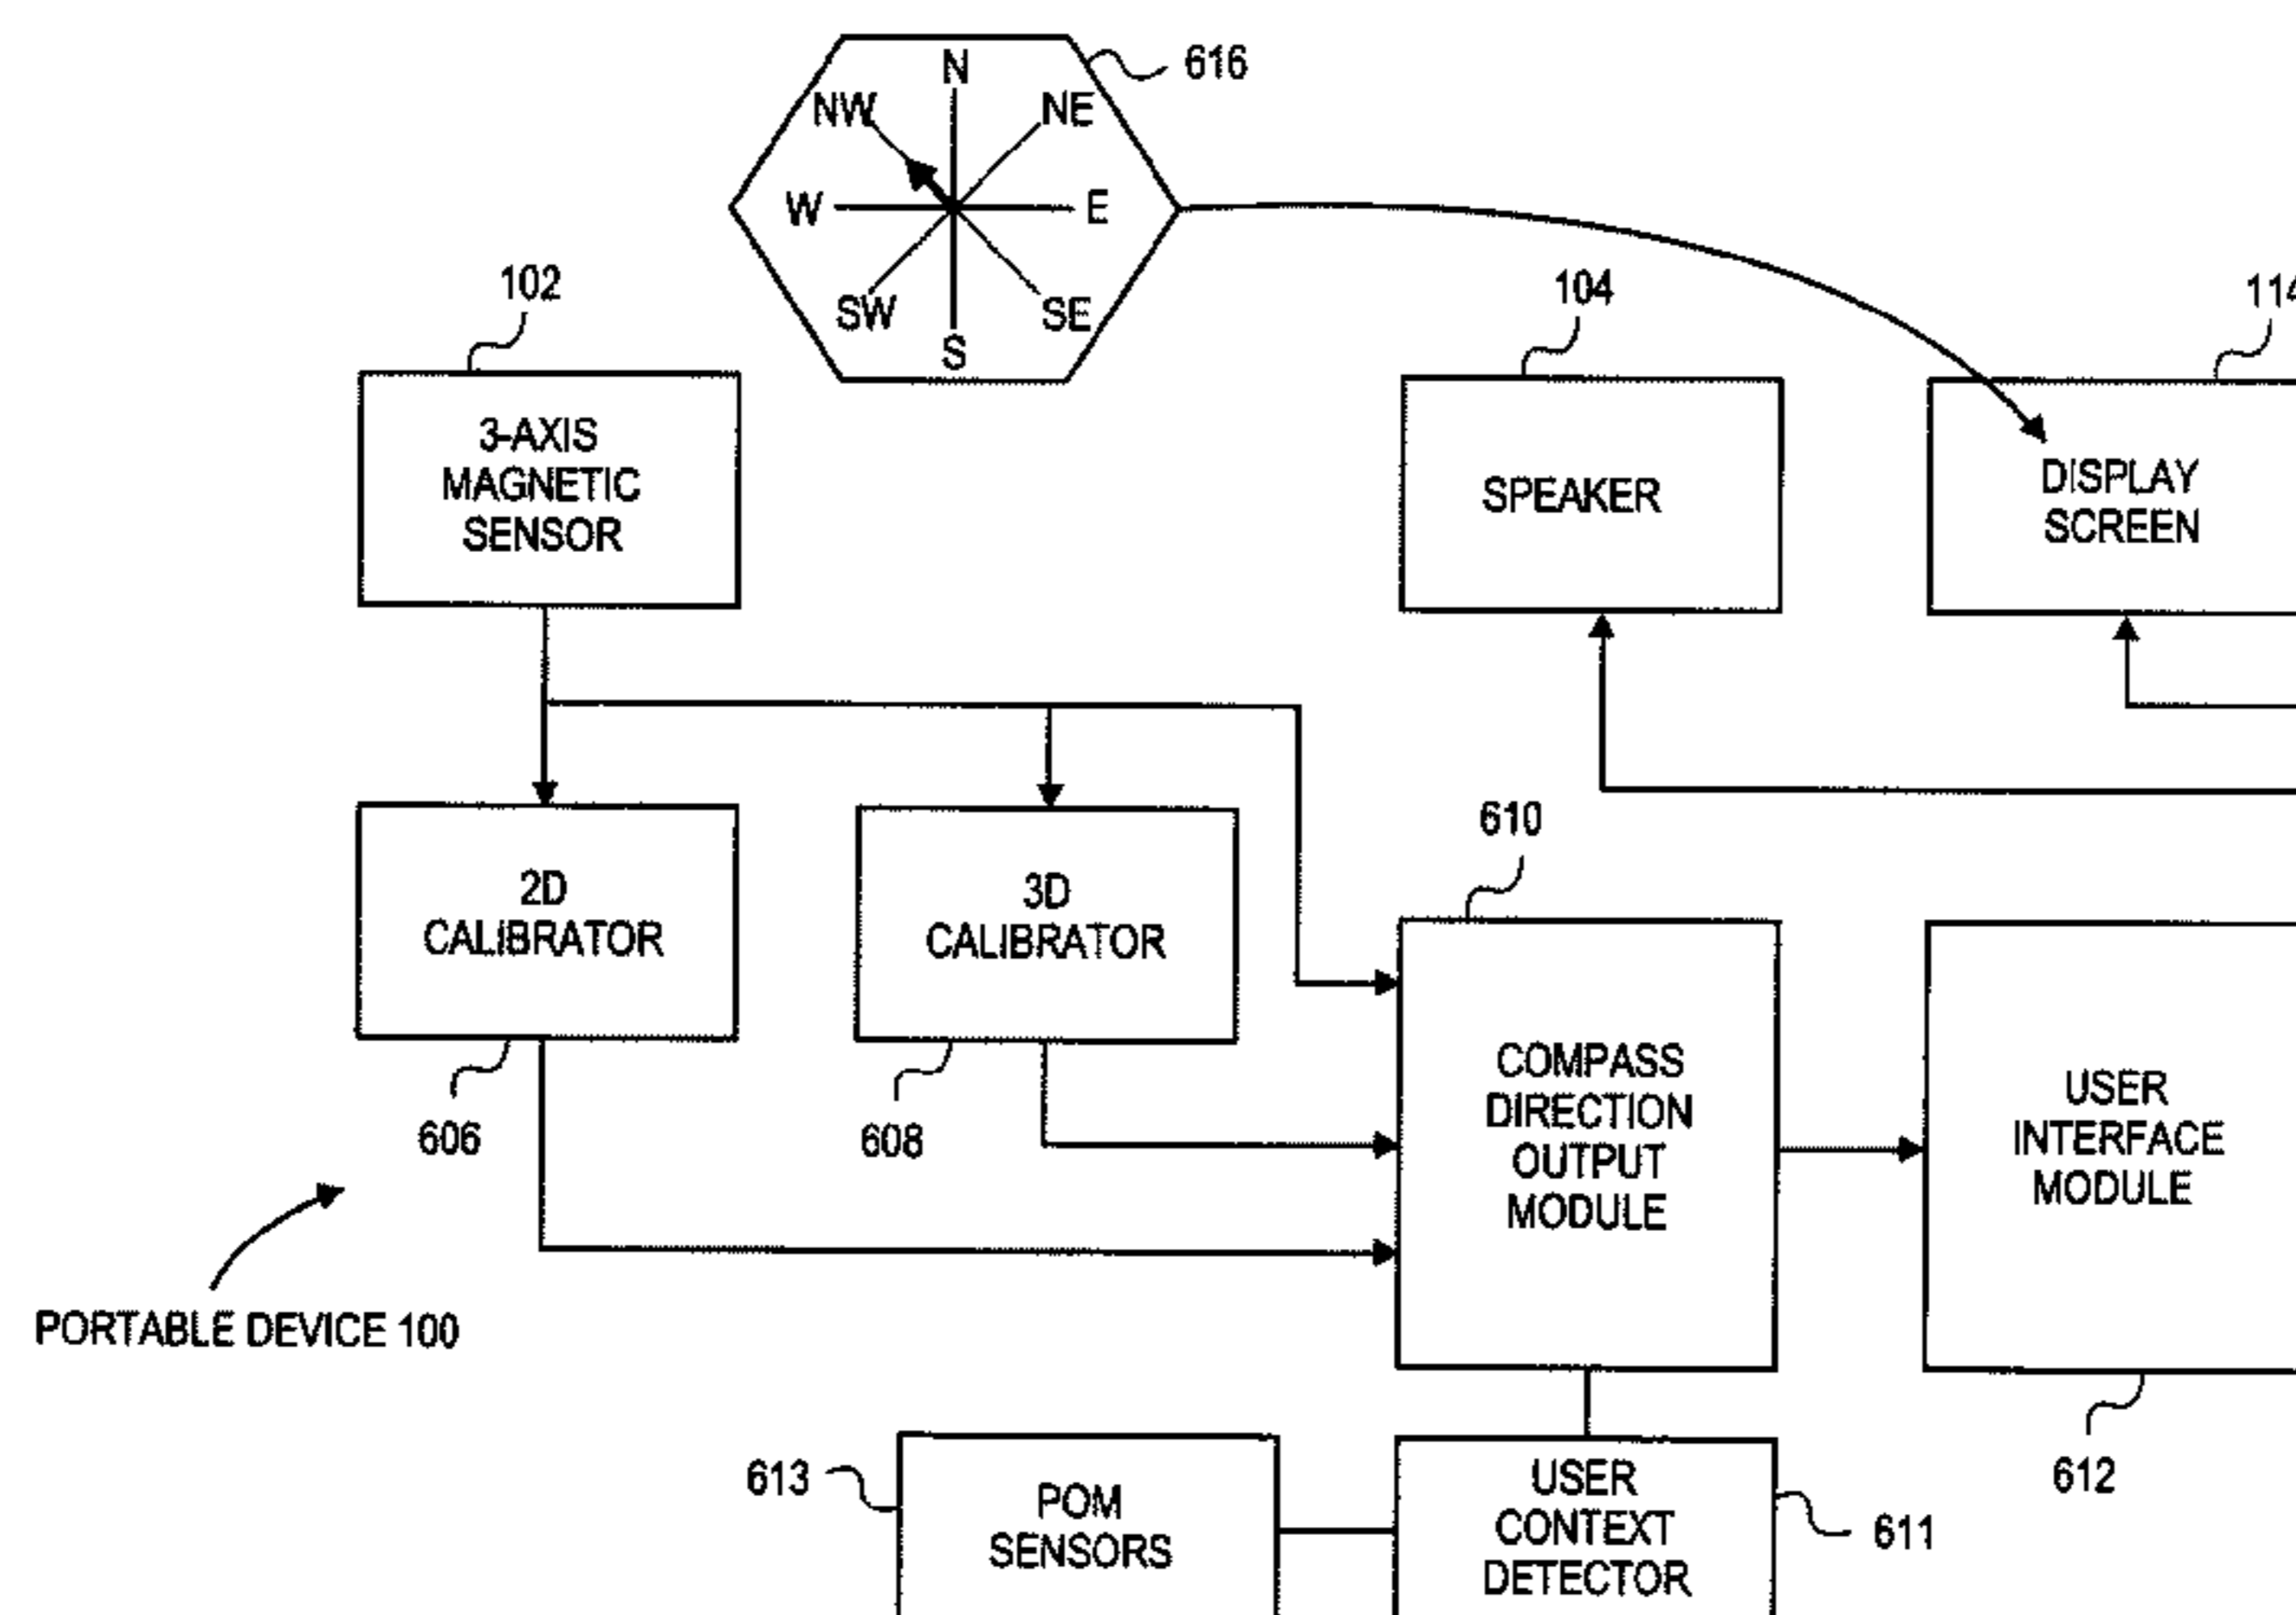 616
N
NW
NE
W
E
SW
SE
S
102
104
3-AXIS
MAGNETIC
SENSOR
SPEAKER
DISPLAY
SCREEN
610
2D
CALIBRATOR
3D
CALIBRATOR
606
608
COMPASS
DIRECTION
OUTPUT
MODULE
USER
INTERFACE
MODULE
PORTABLE DEVICE 100
612
613
POM
SENSORS
USER
CONTEXT
DETECTOR
611